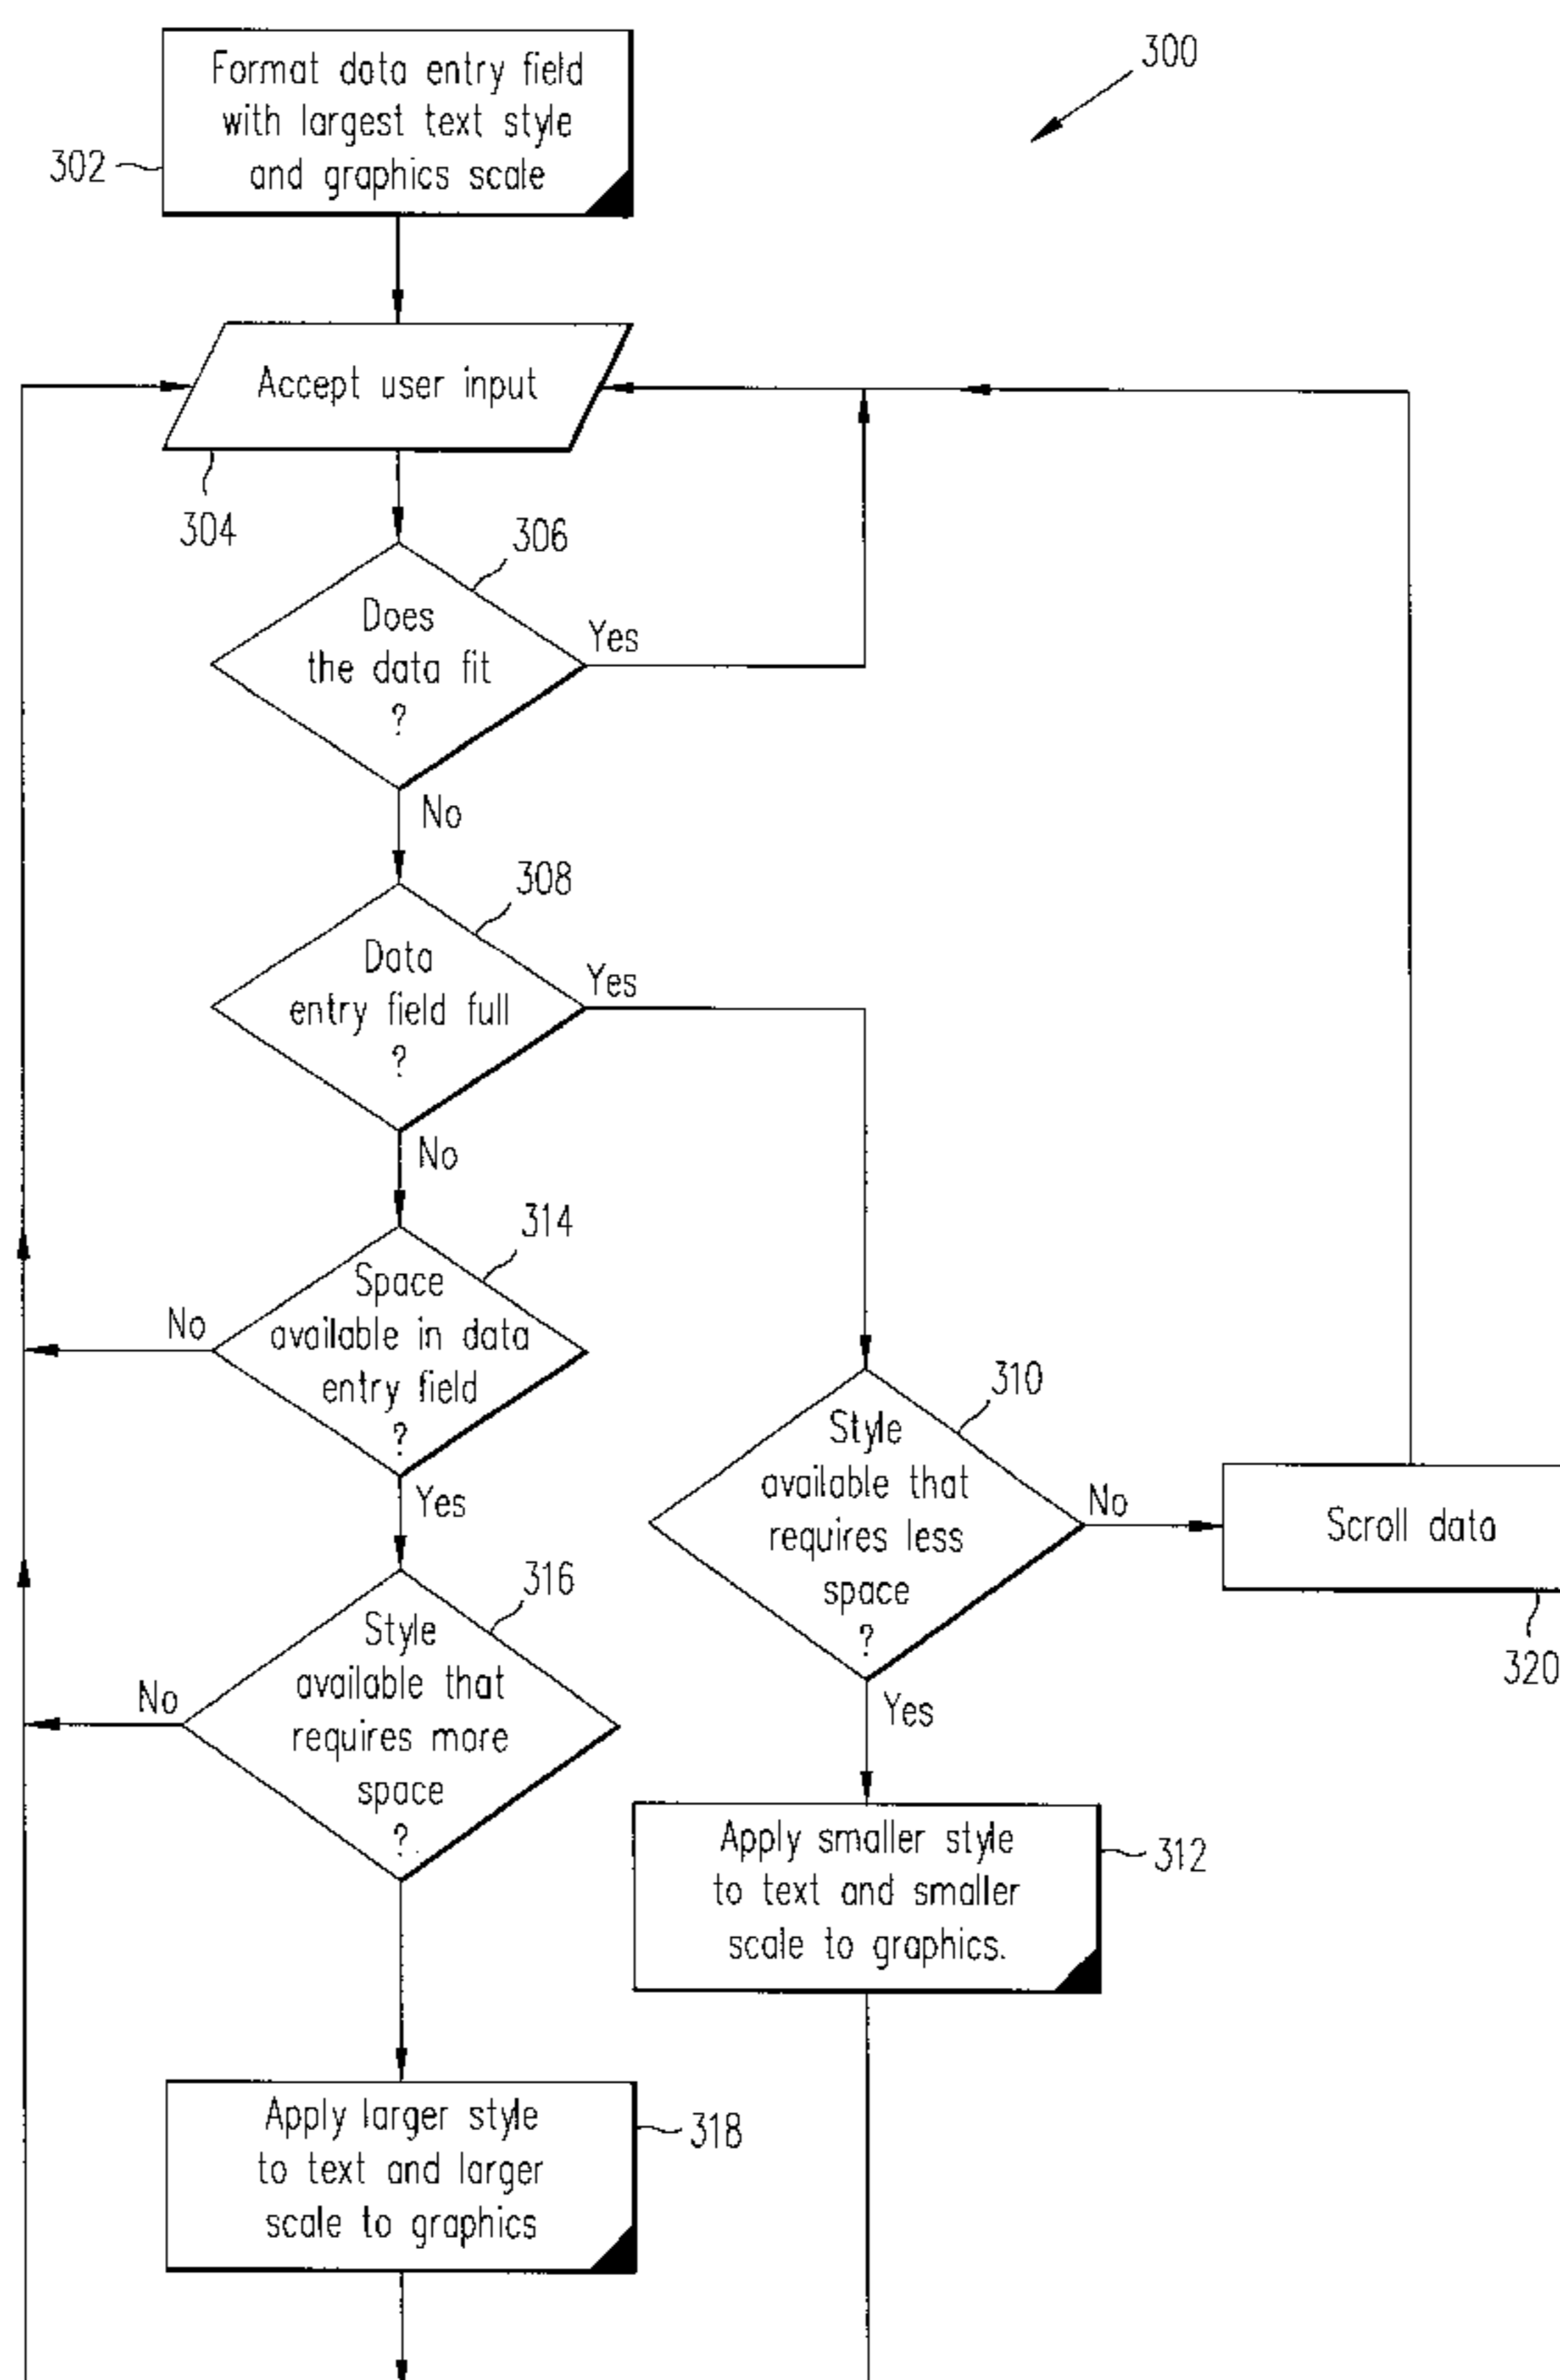 300
Format data entry field
with largest text style
and graphics scale
302
Accept user input
304
306
Does
the data fit
?
Yes
No
308
Data
entry field full
?
Yes
No
314
Space
available in data
entry field
?
No
Yes
310
Style
available that
requires less
space
?
No
Scroll data
320
Yes
316
Style
available that
requires more
space
?
No
Apply smaller style
to text and smaller
scale to graphics.
312
Apply larger style
to text and larger
scale to graphics
318